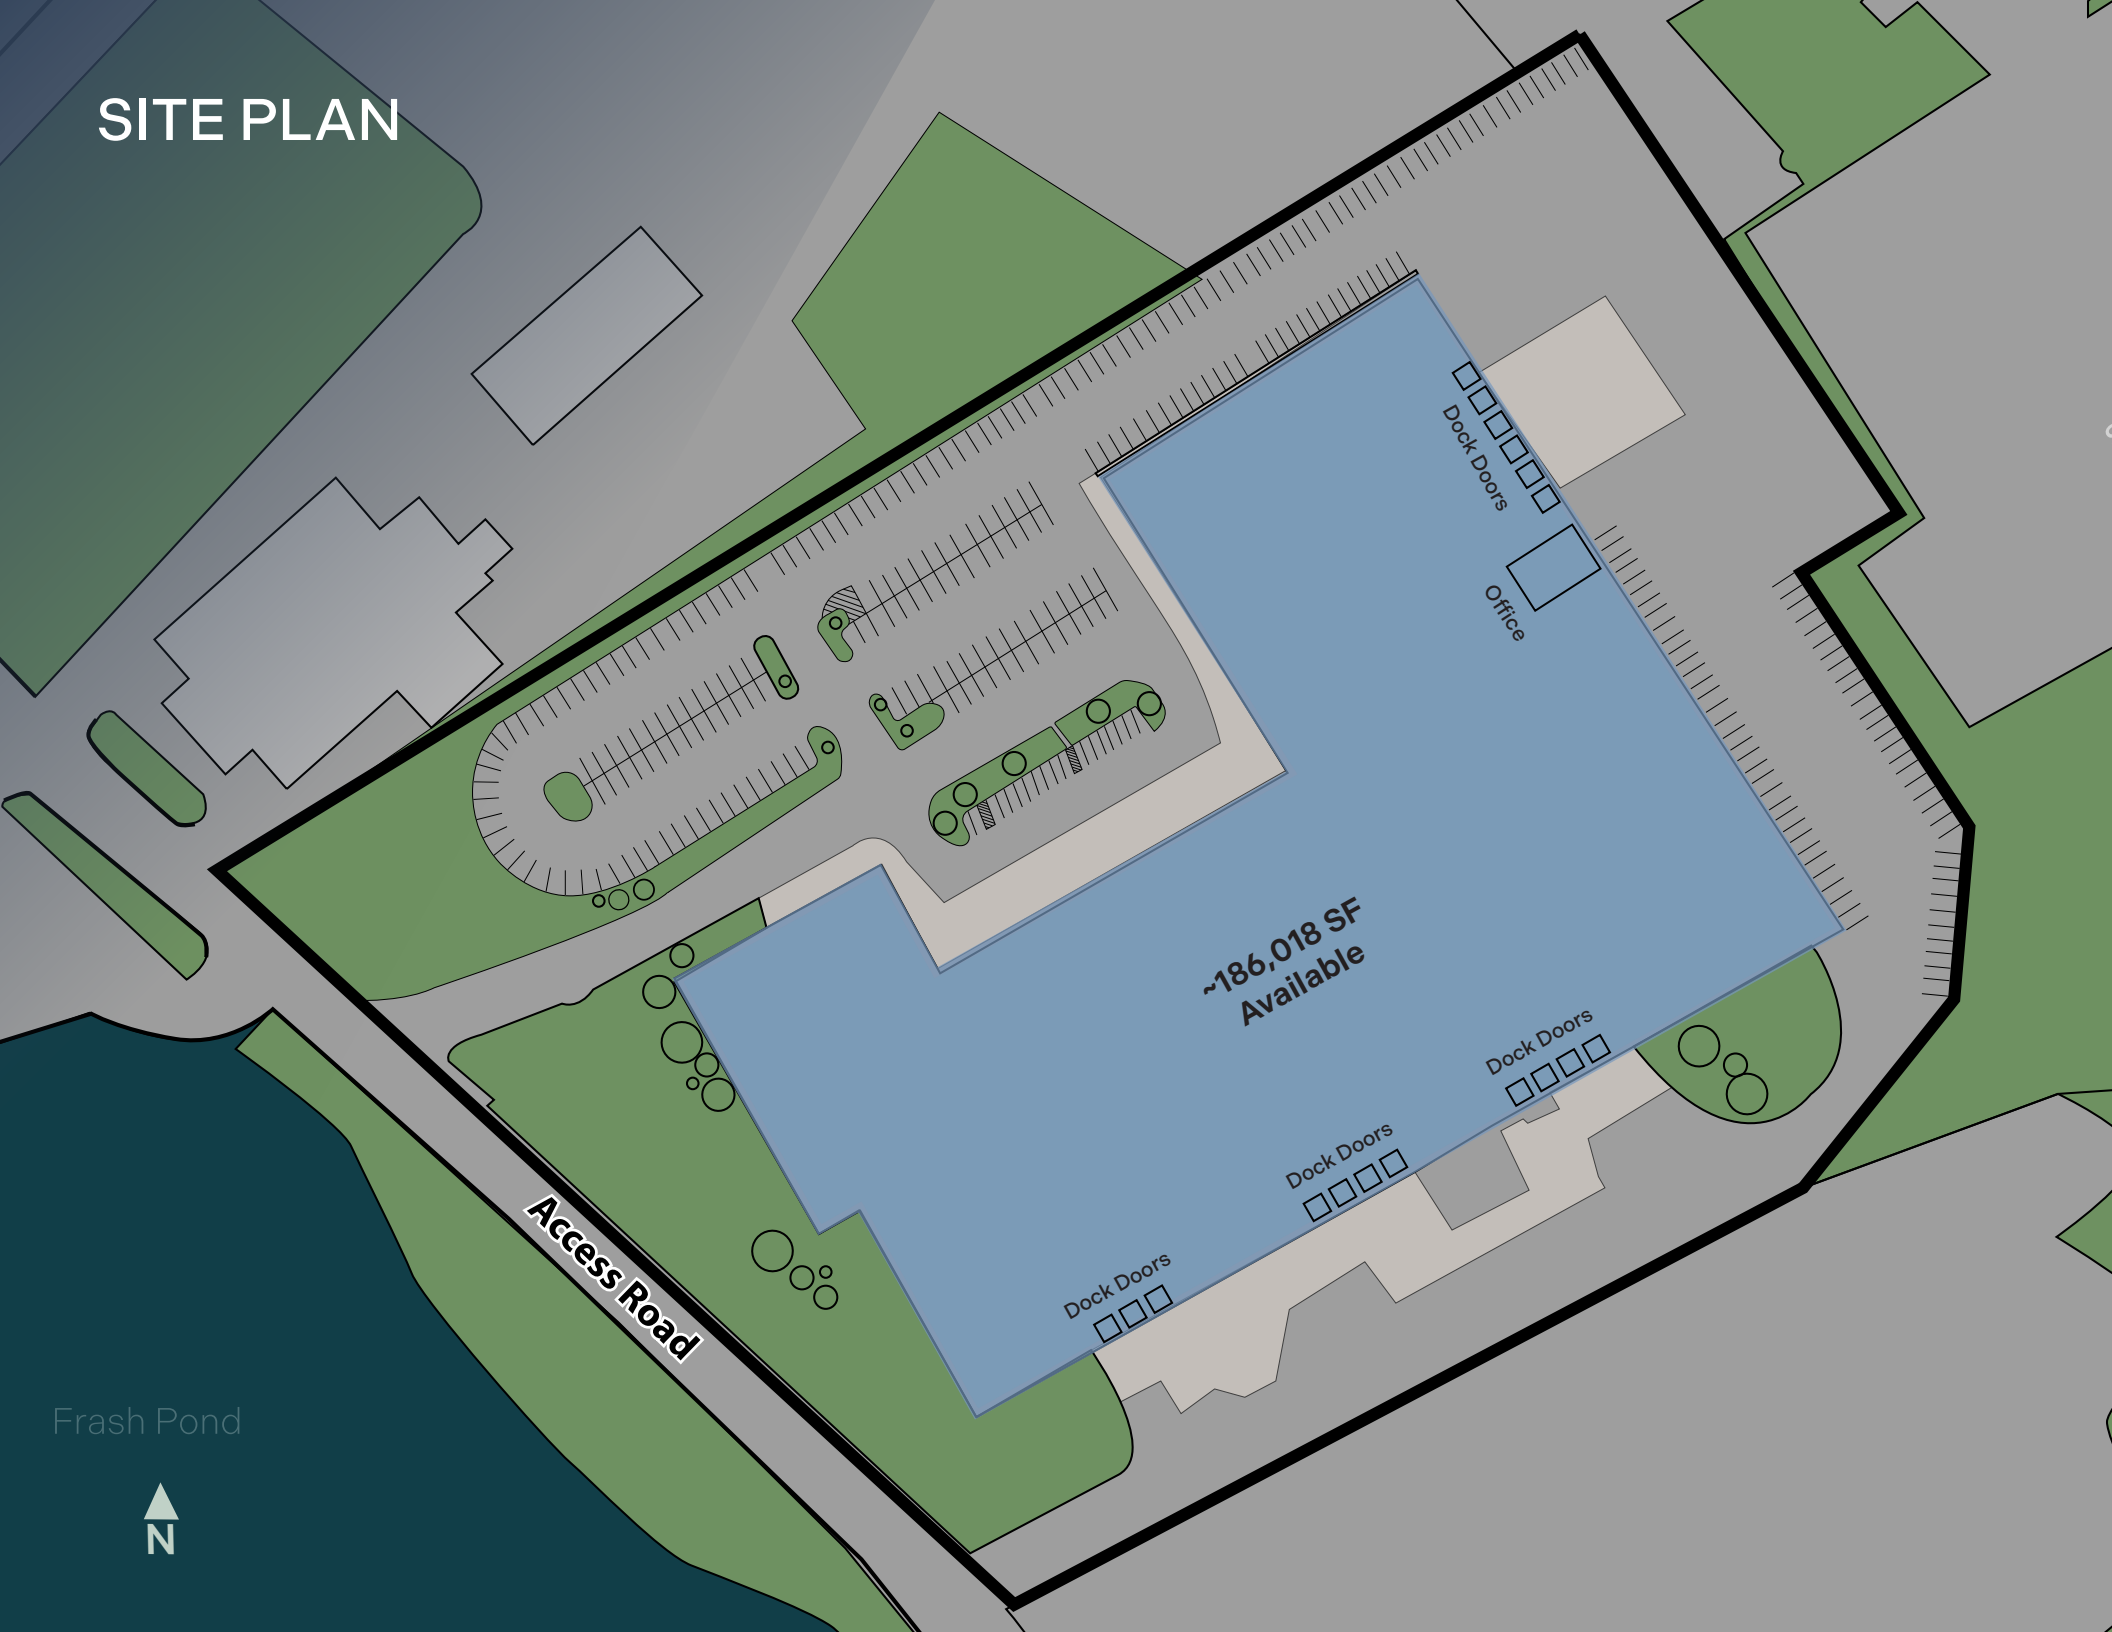 SITE PLAN
Dock Doors
Office
~186,018 SF
Available
Dock Doors
Dock Doors
Dock Doors
Access Road
Frash Pond
N